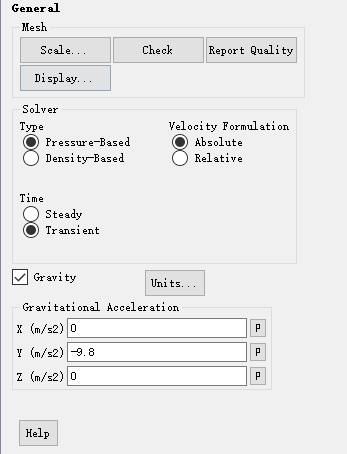 General
Mesh
Scale... Check Report Quality
Display...
Solver
Type Velocity Formulation
Pressure-Based Absolute
Density-Based Relative
Time
Steady
Transient
Gravity Units...
Gravitational Acceleration
X (m/s2) 0 P
Y (m/s2) -9.8 P
Z (m/s2) 0 P
Help